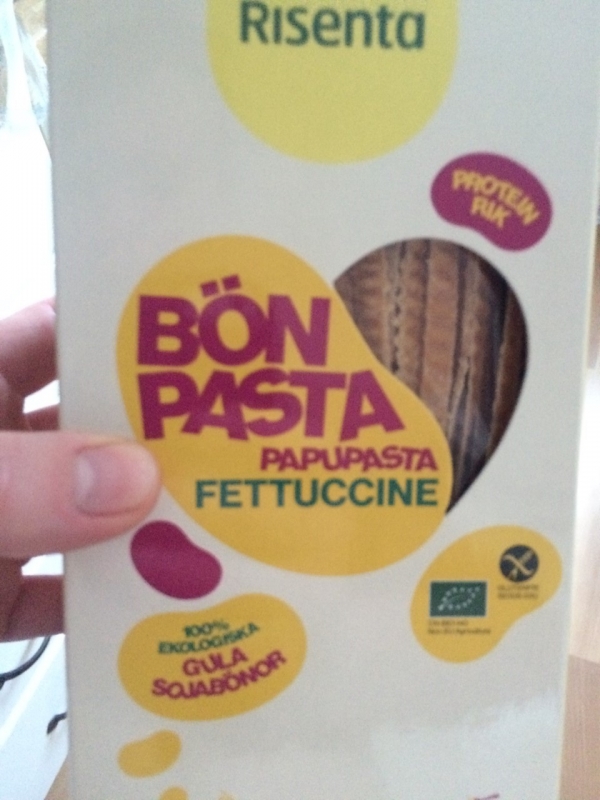 Risenta
PROTEIN
RIK
BÖN
PASTA
PAPUPASTA
FETTUCCINE
100%
EKOLOGISKA
GULA
SOJABÖNOR